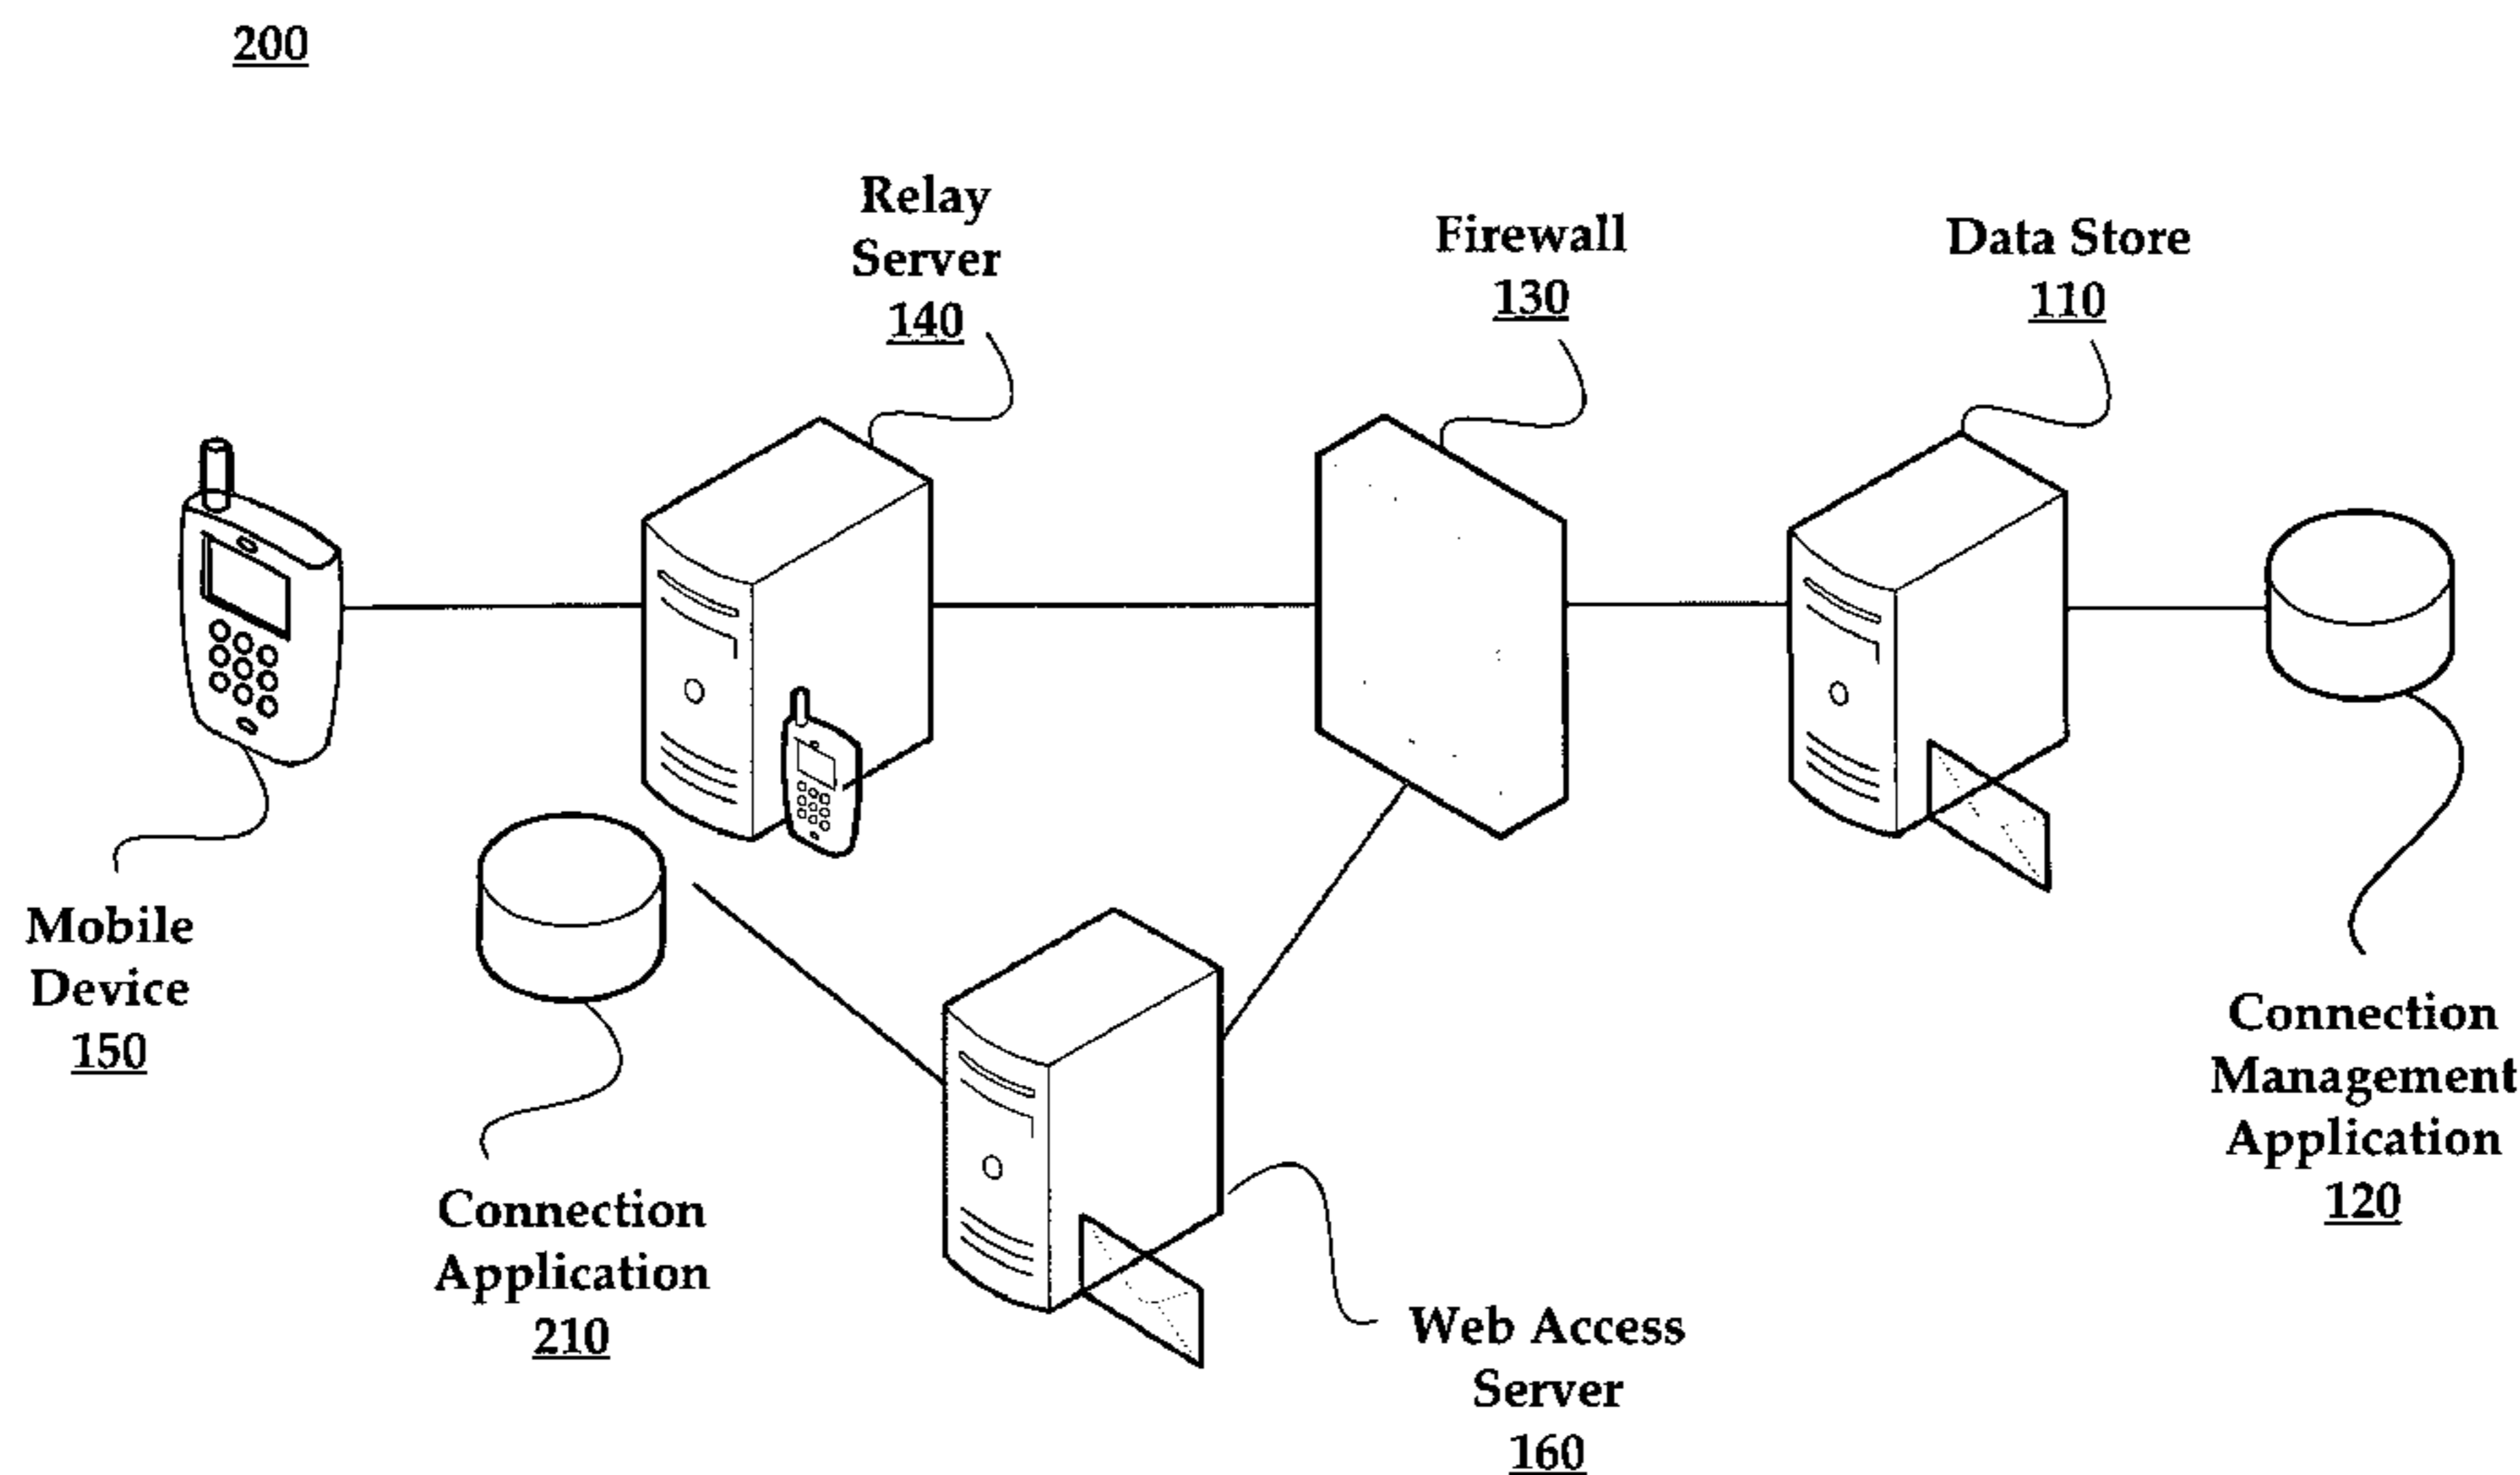 200
Relay
Server
140
Firewall
130
Data Store
110
Mobile
Device
150
Connection
Application
210
Web Access
Server
160
Connection
Management
Application
120